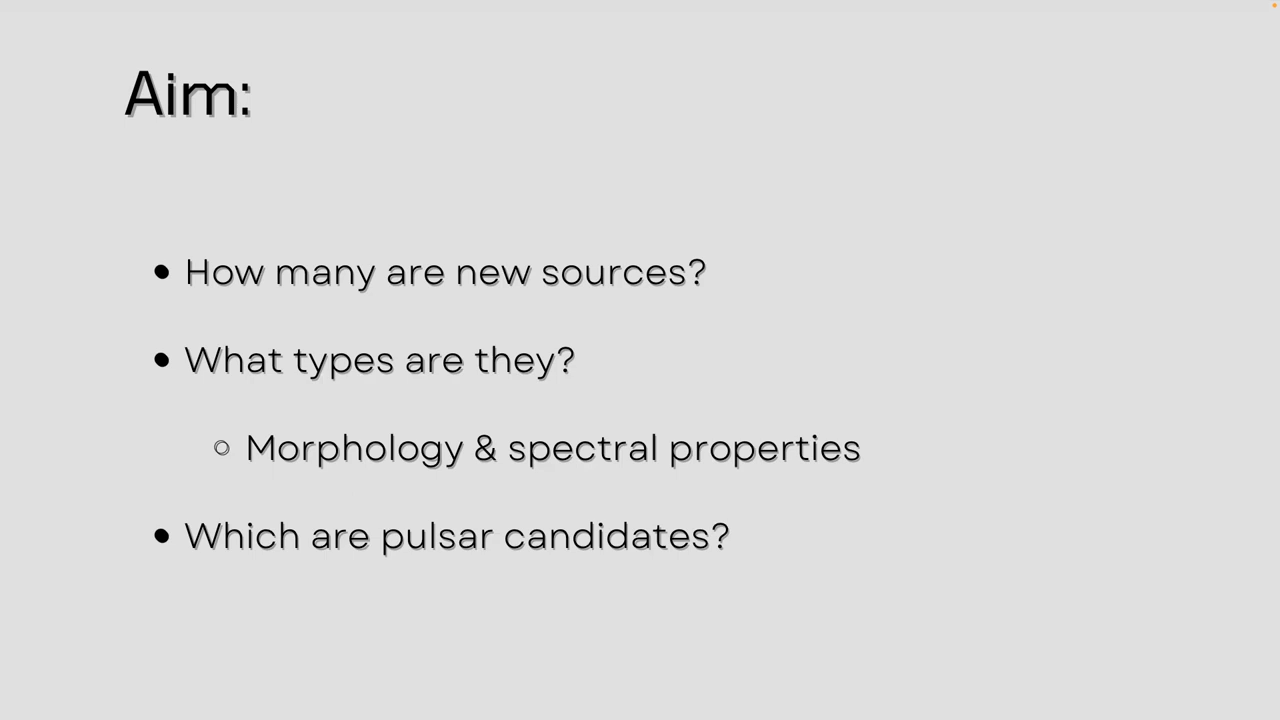 Aim:
How many are new sources?
What types are they?
Morphology & spectral properties
Which are pulsar candidates?